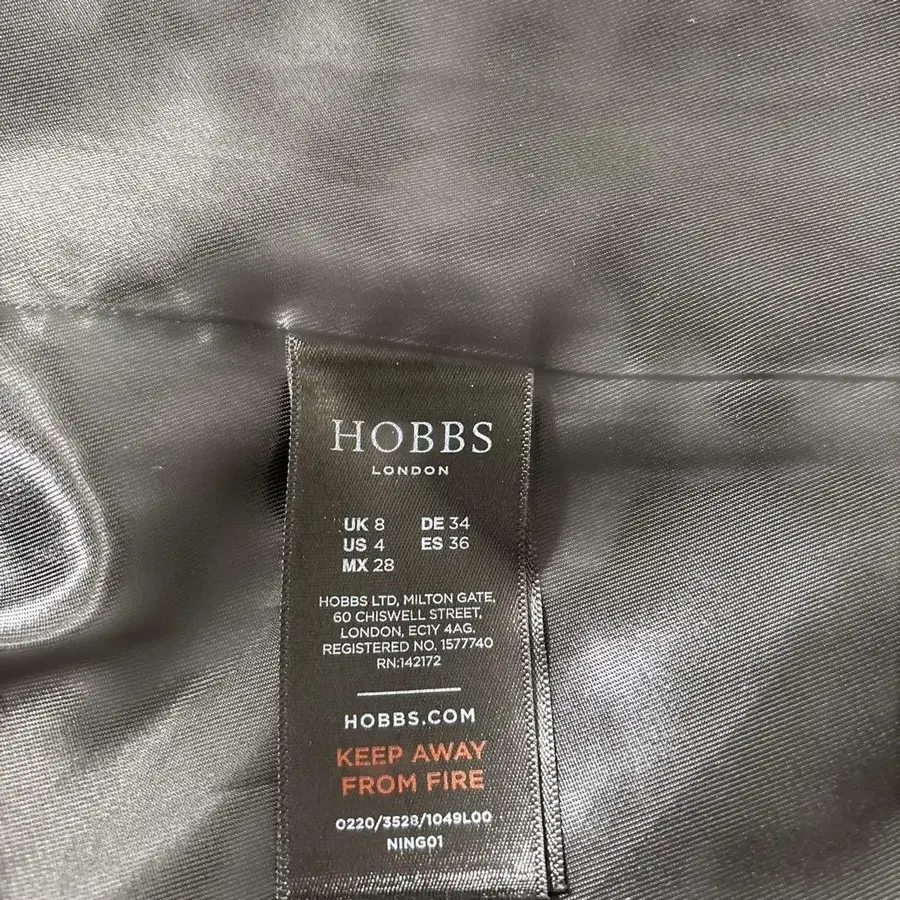 HOBBS
LONDON
UK 8 DE 34
US 4 ES 36
MX 28
HOBBS LTD, MILTON GATE,
60 CHISWELL STREET,
LONDON, EC1Y 4AG.
REGISTERED NO. 1577740
RN:142172
HOBBS.COM
KEEP AWAY
FROM FIRE
0220/3528/1049L00
NING01